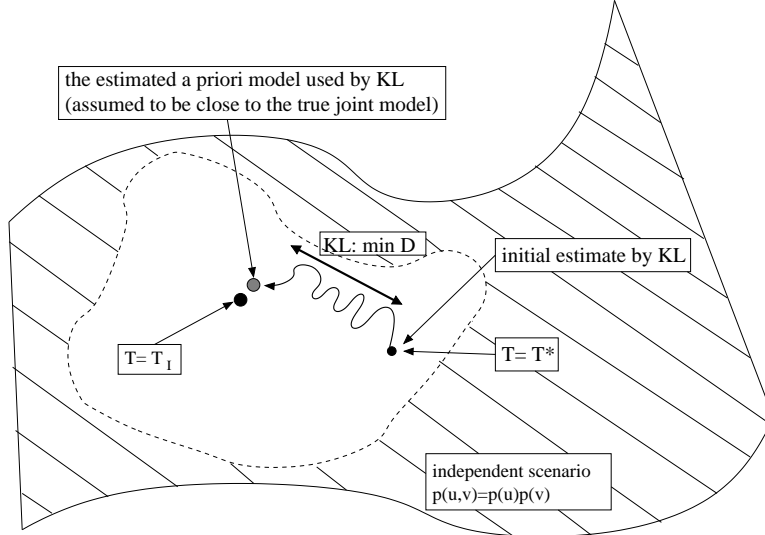 the estimated a priori model used by KL
(assumed to be close to the true joint model)
KL: min D
initial estimate by KL
T= T_I
T= T*
independent scenario
p(u,v)=p(u)p(v)